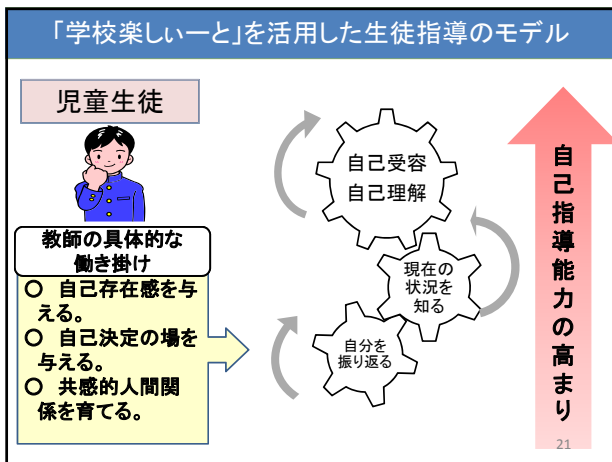 「学校楽しぃーと」を活用した生徒指導のモデル
児童生徒
教師の具体的な
働き掛け
○ 自己存在感を与
える。
○ 自己決定の場を
与える。
○ 共感的人間関
係を育てる。
自己受容
自己理解
現在の
状況を
知る
自分を
振り返る
自己指導能力の高まり
21